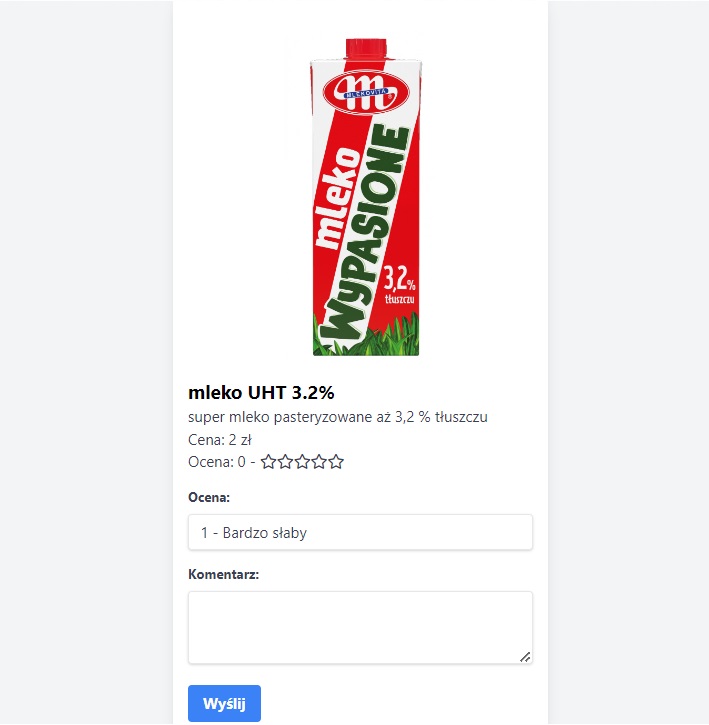 MLEKOVITA
mleko
WYPASIONE
3,2%
tłuszczu
mleko UHT 3.2%
super mleko pasteryzowane aż 3,2 % tłuszczu
Cena: 2 zł
Ocena: 0 - ☆☆☆☆☆
Ocena:
1 - Bardzo słaby
Komentarz:
Wyślij